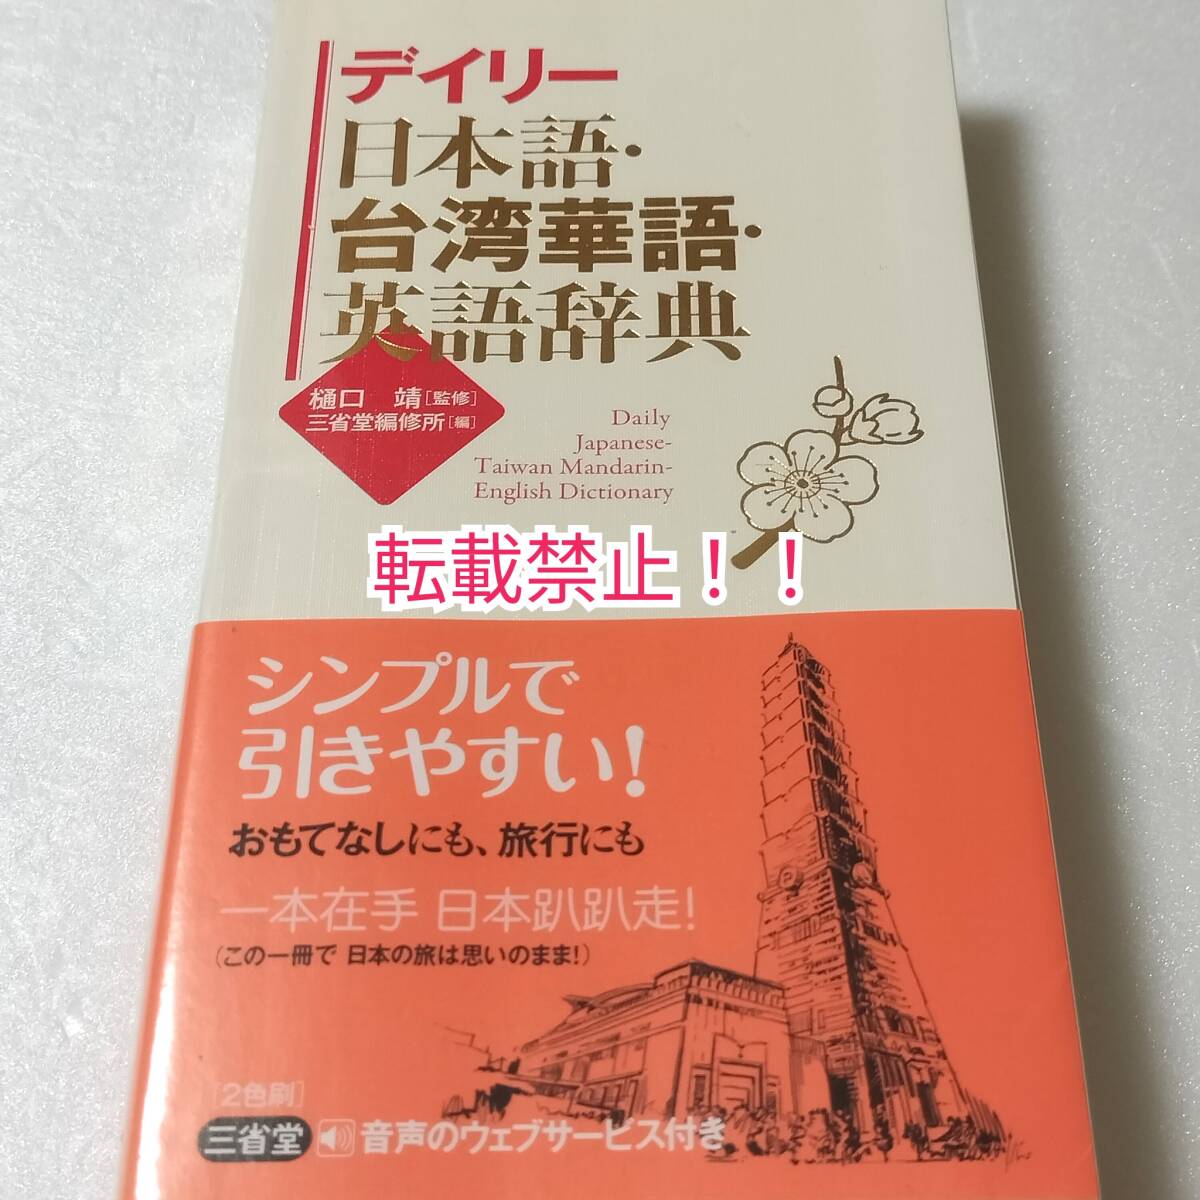 デイリー
日本語・
台湾華語・
英語辞典
樋口 靖[監修]
三省堂編修所[編]
Daily
Japanese-
Taiwan Mandarin-
English Dictionary
転載禁止！！
シンプルで
引きやすい!
おもてなしにも、旅行にも
一本在手 日本趴趴走!
(この一冊で 日本の旅は思いのまま!)
[2色刷]
三省堂 音声のウェブサービス付き